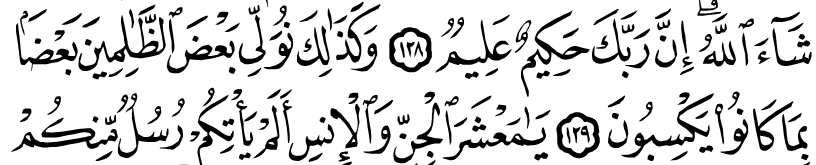 شَآءَ ٱللَّهُۗ إِنَّ رَبَّكَ حَكِيمٌ عَلِيمٌ ١٢٨ وَكَذَٰلِكَ نُوَلِّي بَعْضَ ٱلظَّٰلِمِينَ بَعْضَۢا
بِمَا كَانُوا۟ يَكْسِبُونَ ١٢٩ يَٰمَعْشَرَ ٱلْجِنِّ وَٱلْإِنسِ أَلَمْ يَأْتِكُمْ رُسُلٌ مِّنكُمْ